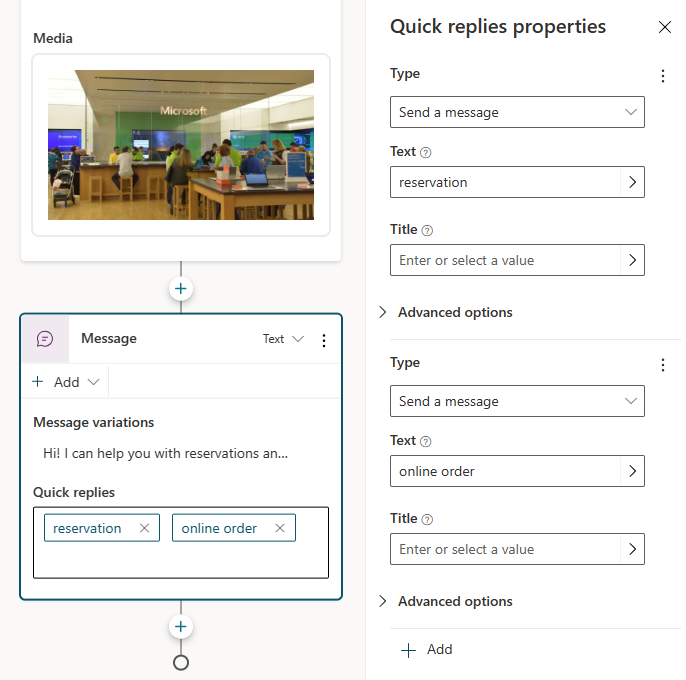 Media
Microsoft
Message
Text
Add
Message variations
Hi! I can help you with reservations an...
Quick replies
reservation
online order
Quick replies properties
Type
Send a message
Text
reservation
Title
Enter or select a value
Advanced options
Type
Send a message
Text
online order
Title
Enter or select a value
Advanced options
Add